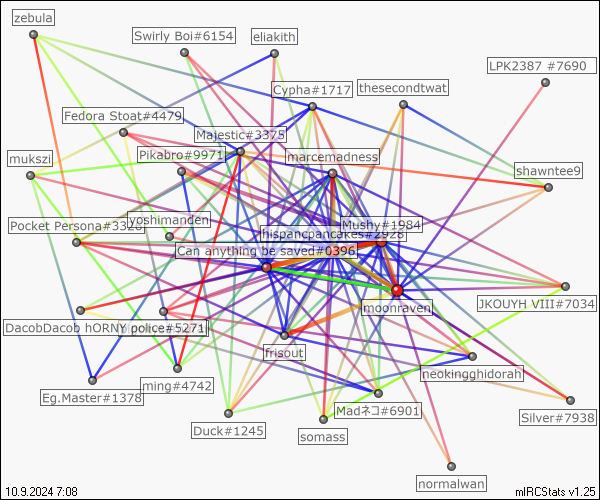 zebula
Swirly Boi#6154
eliakith
LPK2387 #7690
Cypha#1717
thesecondtwat
Fedora Stoat#4479
Majestic#3375
Pikabro#9971
marcemadness
mukszi
shawntee9
yoshimanden
Pocket Persona#3328
Mushy#1984
hispancpancakes#2928
Can anything be saved#0396
moonraven
JKOUYH VIII#7034
DacobDacob hORNY police#5271
frisout
neokingghidorah
ming#4742
Eg.Master#1378
Madネコ#6901
Silver#7938
Duck#1245
somass
normalwan
10.9.2024 7:08
mIRCStats v1.25